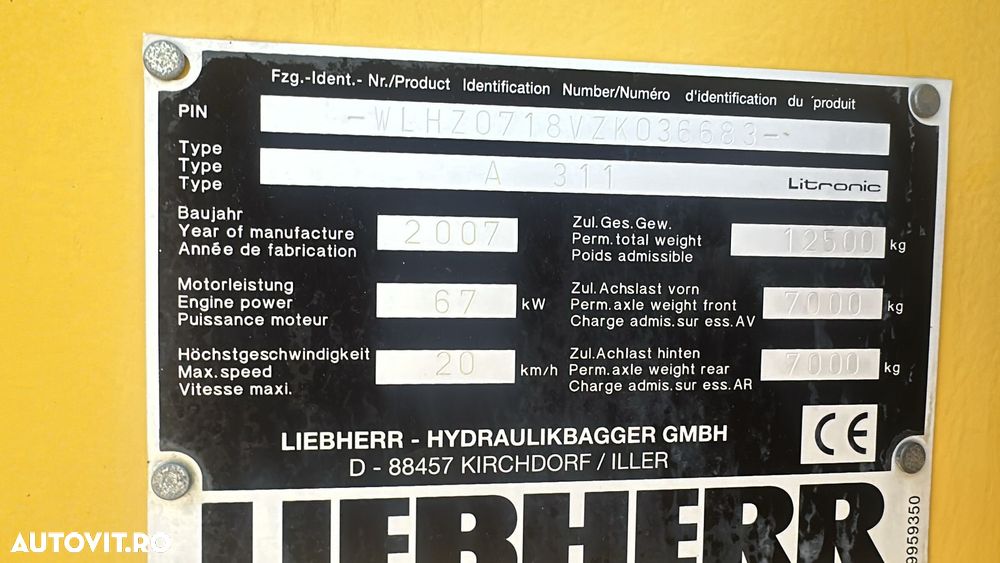 Fzg.-Ident.- Nr./Product Identification Number/Numéro d'identification du produit
PIN -WLHZ0718VZK036683-
Type
Type A 311 Litronic
Type
Baujahr
Year of manufacture 2007
Année de fabrication
Zul.Ges.Gew.
Perm.total weight 12500 kg
Poids admissible
Motorleistung
Engine power 67 kW
Puissance moteur
Zul. Achslast vorn
Perm.axle weight front 7000 kg
Charge admis.sur ess.AV
Höchstgeschwindigkeit
Max.speed 20 km/h
Vitesse maxi.
Zul.Achlast hinten
Perm.axle weight rear 7000 kg
Charge admis.sur ess.AR
LIEBHERR - HYDRAULIKBAGGER GMBH
D - 88457 KIRCHDORF / ILLER
CE
LIEBHERR
9959350
AUTOVIT.RO